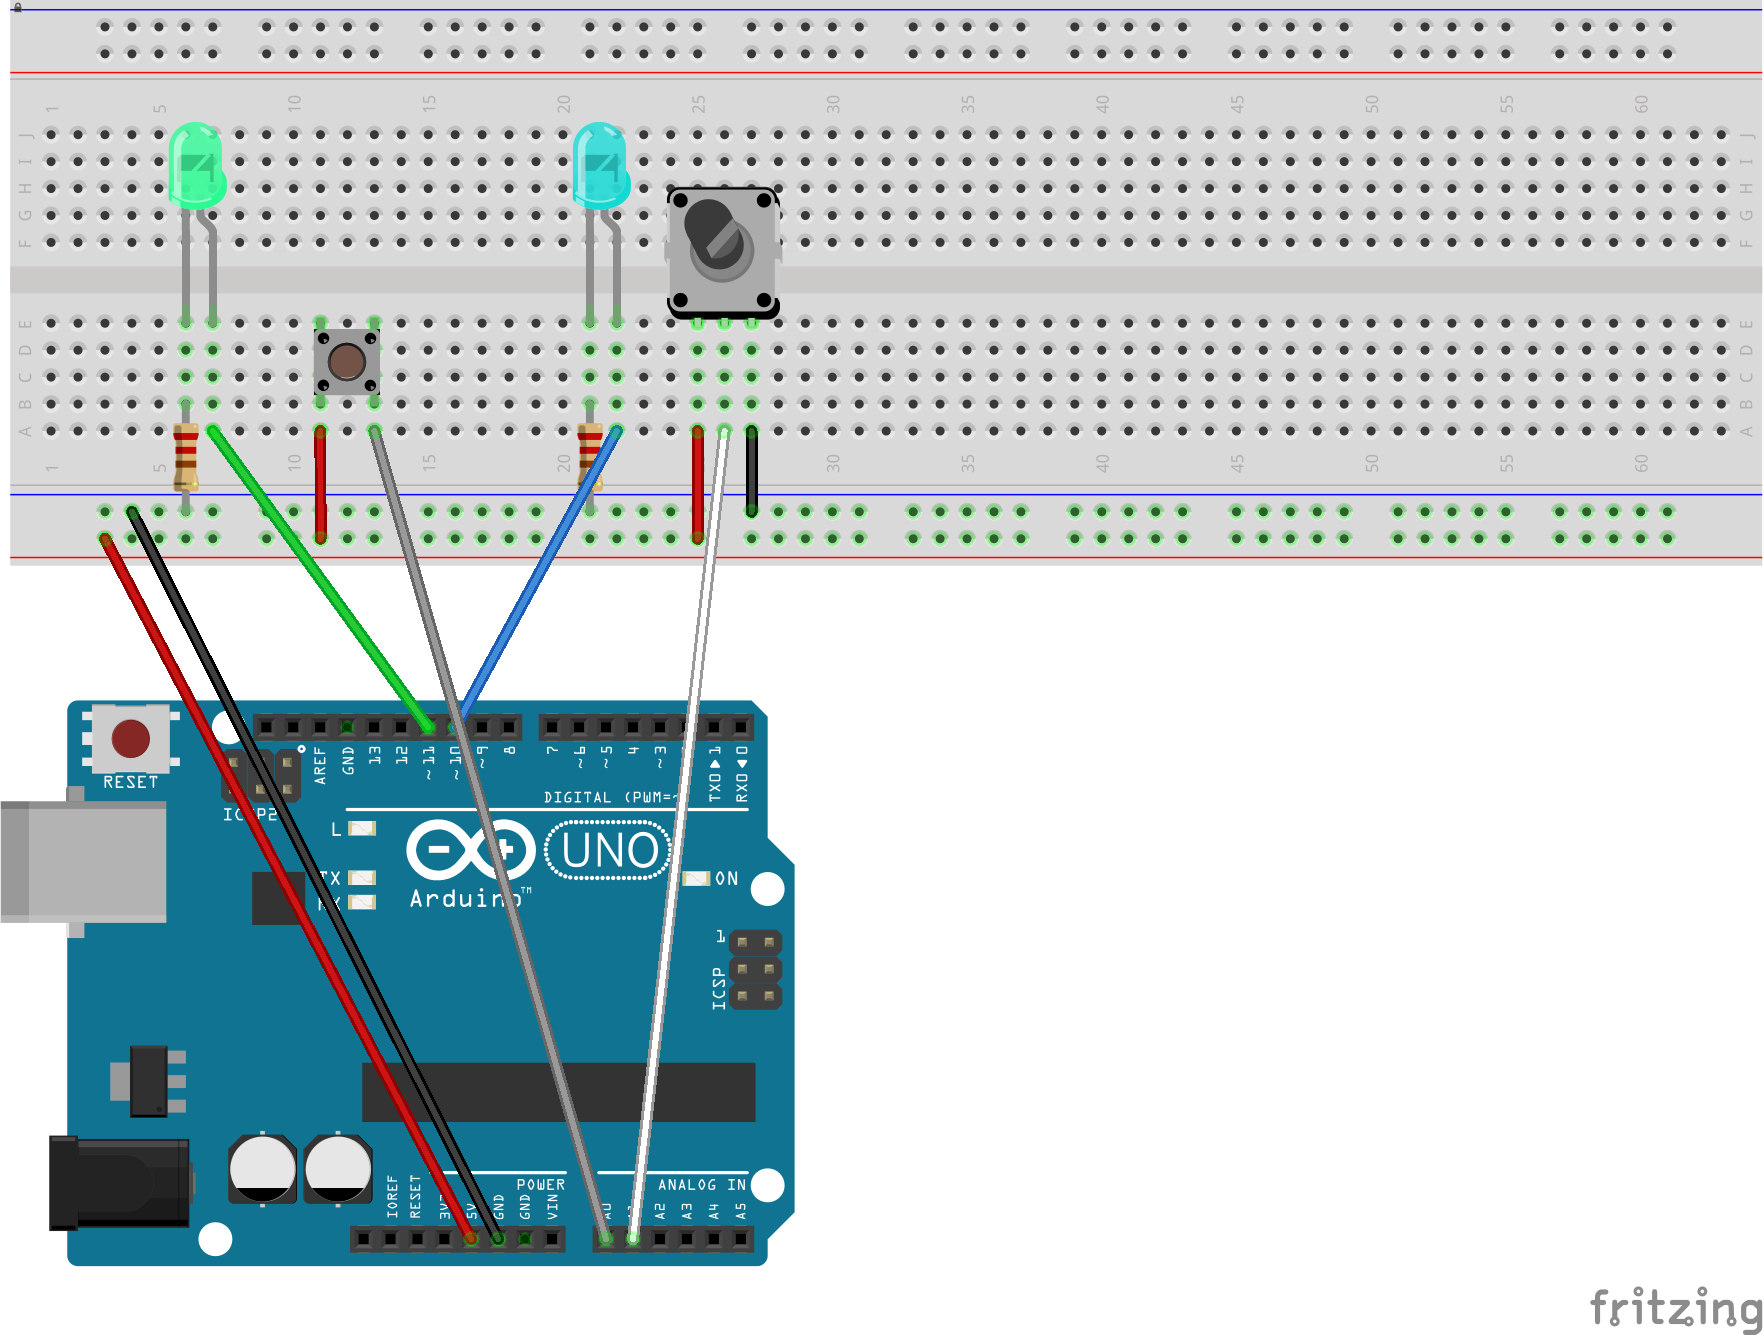 1 5 10 15 20 25 30 35 40 45 50 55 60
J J
I I
H H
G G
F F
E E
D D
C C
B B
A A
1 5 10 15 20 25 30 35 40 45 50 55 60
RESET
AREF GND 13 12 ~11 ~10 ~9 8 7 ~6 ~5 4 ~3 TX0▶1 RX0◀0
ICSP2
DIGITAL (PWM=~
L
UNO
TX
ON
Arduino™
1
ICSP
POWER
ANALOG IN
IOREF RESET 3V3 5V GND GND VIN A0 A2 A3 A4 A5
fritzing